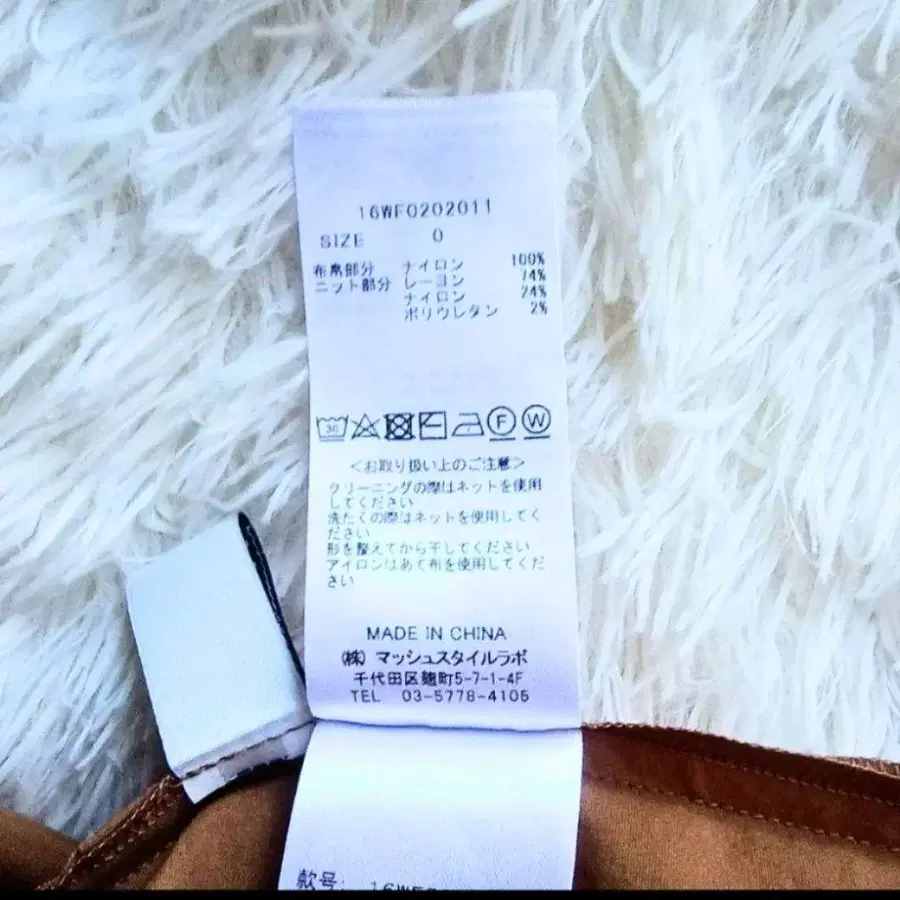 16WF0202011
SIZE 0
布帛部分 ナイロン 100%
ニット部分 レーヨン 74%
ナイロン 24%
ポリウレタン 2%
30 F W
<お取り扱い上のご注意>
クリーニングの際はネットを使用
してください
洗たくの際はネットを使用してく
ださい
形を整えてから干してください
アイロンはあて布を使用してくだ
さい
MADE IN CHINA
(株) マッシュスタイルラボ
千代田区麹町5-7-1-4F
TEL 03-5778-4105
款号: